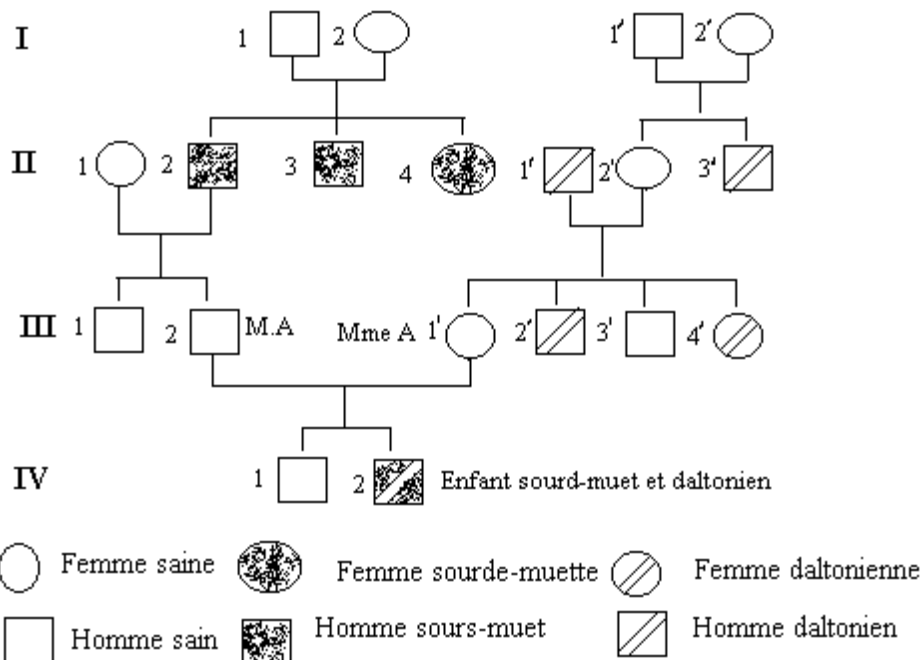 I 1 2 1' 2'
II 1 2 3 4 1' 2' 3'
III 1 2 M.A Mme A 1' 2' 3' 4'
IV 1 2 Enfant sourd-muet et daltonien
Femme saine Femme sourde-muette Femme daltonienne
Homme sain Homme sours-muet Homme daltonien